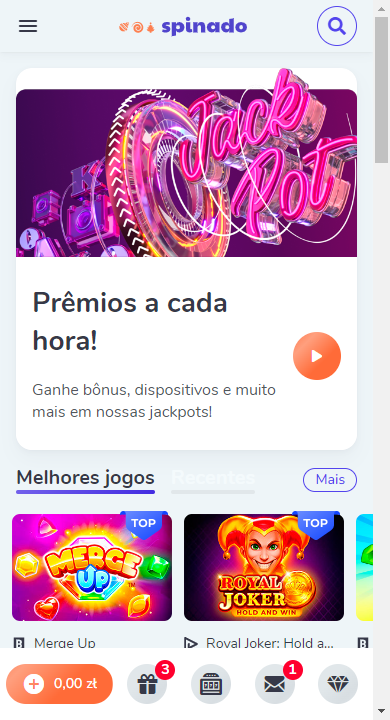 spinado
Jack
Pot
Prêmios a cada
hora!
Ganhe bônus, dispositivos e muito
mais em nossas jackpots!
Melhores jogos
Recentes
Mais
TOP
TOP
MERGE
UP
ROYAL
JOKER
HOLD AND WIN
Merge Up
Royal Joker: Hold a...
0,00 zł
3
1